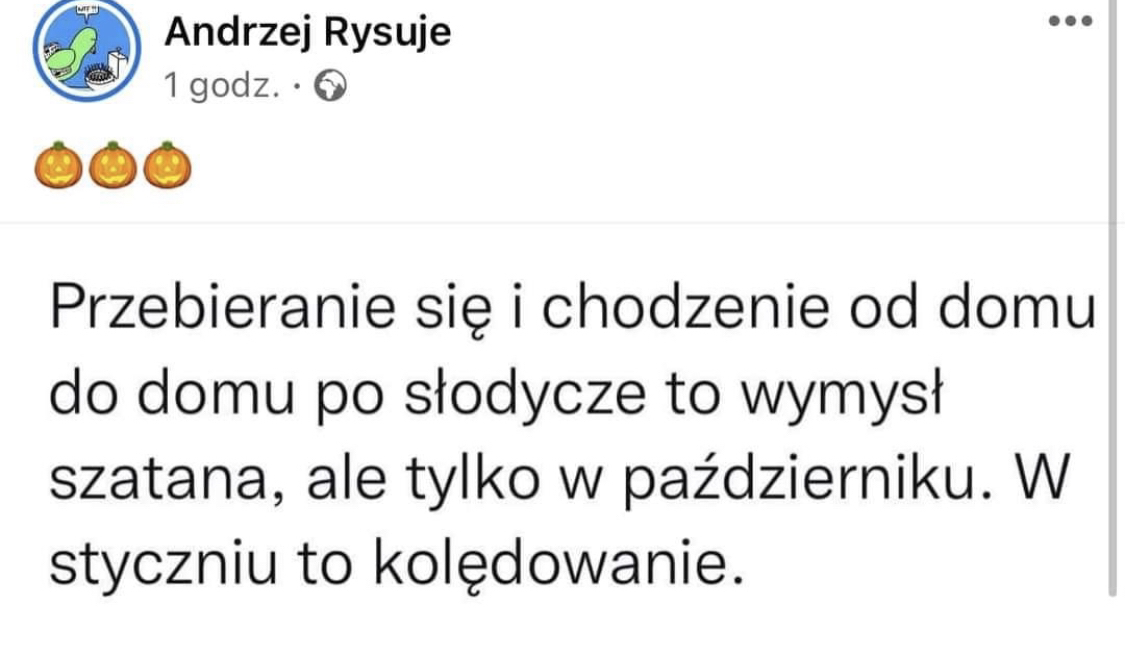 Andrzej Rysuje
1 godz. ·
Przebieranie się i chodzenie od domu
do domu po słodycze to wymysł
szatana, ale tylko w październiku. W
styczniu to kolędowanie.